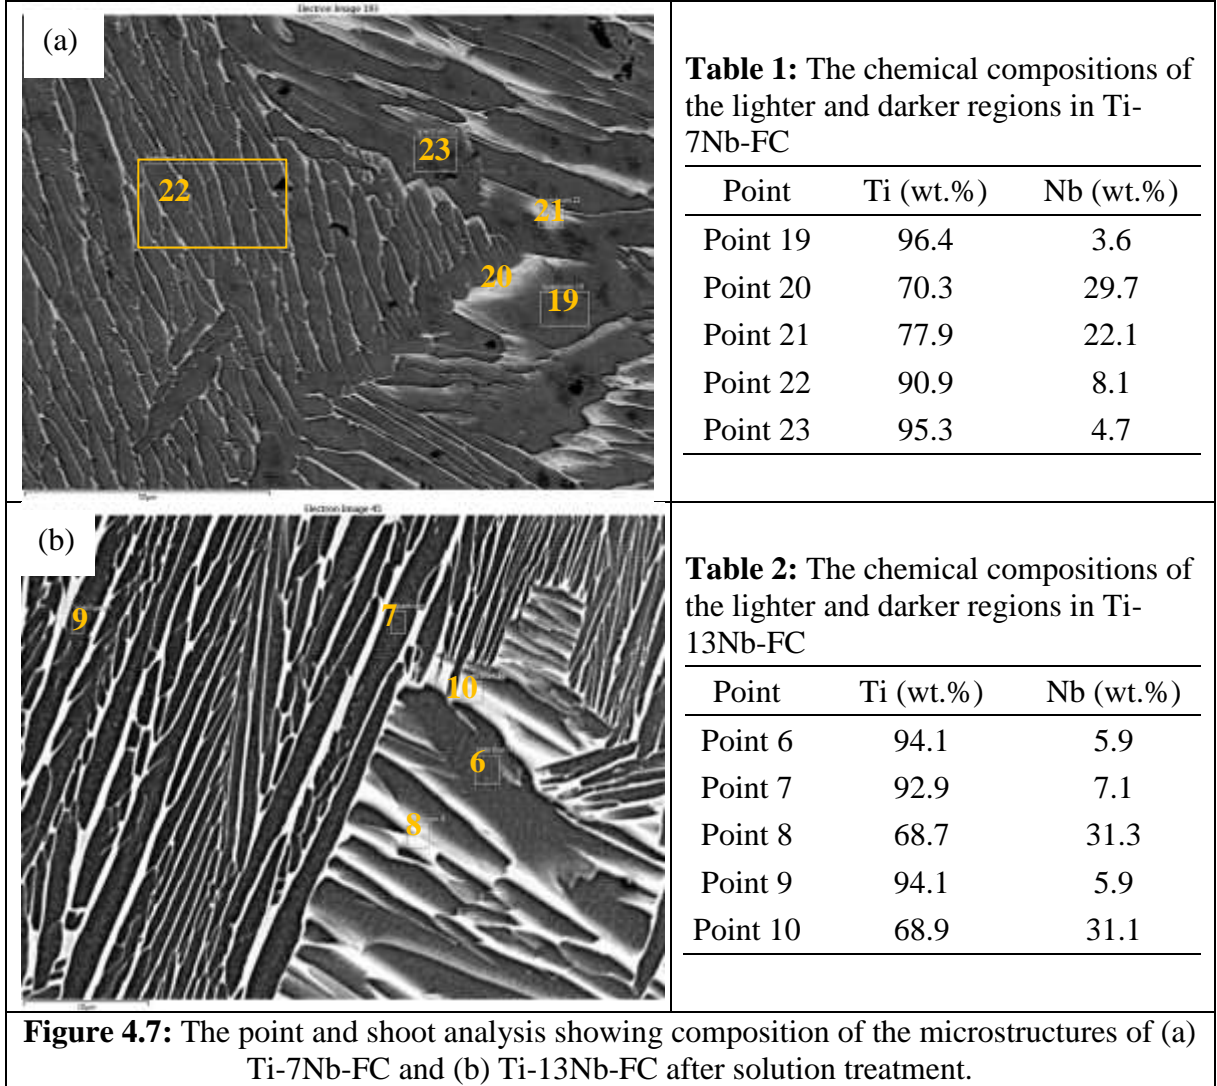 Electron Image 193
(a)
23
22
21
20
19
Table 1: The chemical compositions of
the lighter and darker regions in Ti-
7Nb-FC
Point Ti (wt.%) Nb (wt.%)
Point 19 96.4 3.6
Point 20 70.3 29.7
Point 21 77.9 22.1
Point 22 90.9 8.1
Point 23 95.3 4.7
Electron Image 45
(b)
9
7
10
6
8
Table 2: The chemical compositions of
the lighter and darker regions in Ti-
13Nb-FC
Point Ti (wt.%) Nb (wt.%)
Point 6 94.1 5.9
Point 7 92.9 7.1
Point 8 68.7 31.3
Point 9 94.1 5.9
Point 10 68.9 31.1
Figure 4.7: The point and shoot analysis showing composition of the microstructures of (a)
Ti-7Nb-FC and (b) Ti-13Nb-FC after solution treatment.